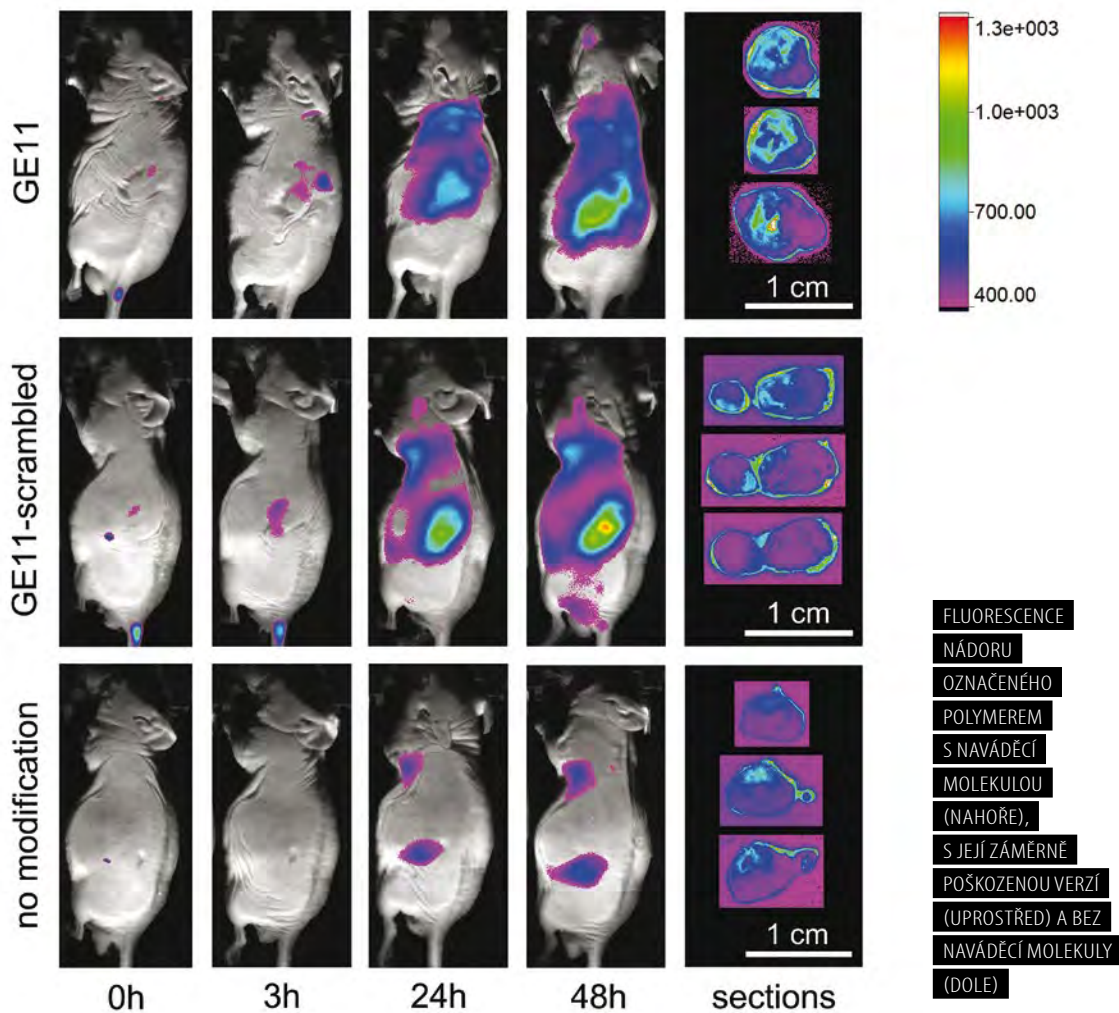 GE11
1 cm
1.3e+003
1.0e+003
700.00
400.00
GE11-scrambled
1 cm
no modification
1 cm
0h
3h
24h
48h
sections
FLUORESCENCE
NÁDORU
OZNAČENÉHO
POLYMEREM
S NAVÁDĚCÍ
MOLEKULOU
(NAHOŘE),
S JEJÍ ZÁMĚRNĚ
POŠKOZENOU VERZÍ
(UPROSTŘED) A BEZ
NAVÁDĚCÍ MOLEKULY
(DOLE)